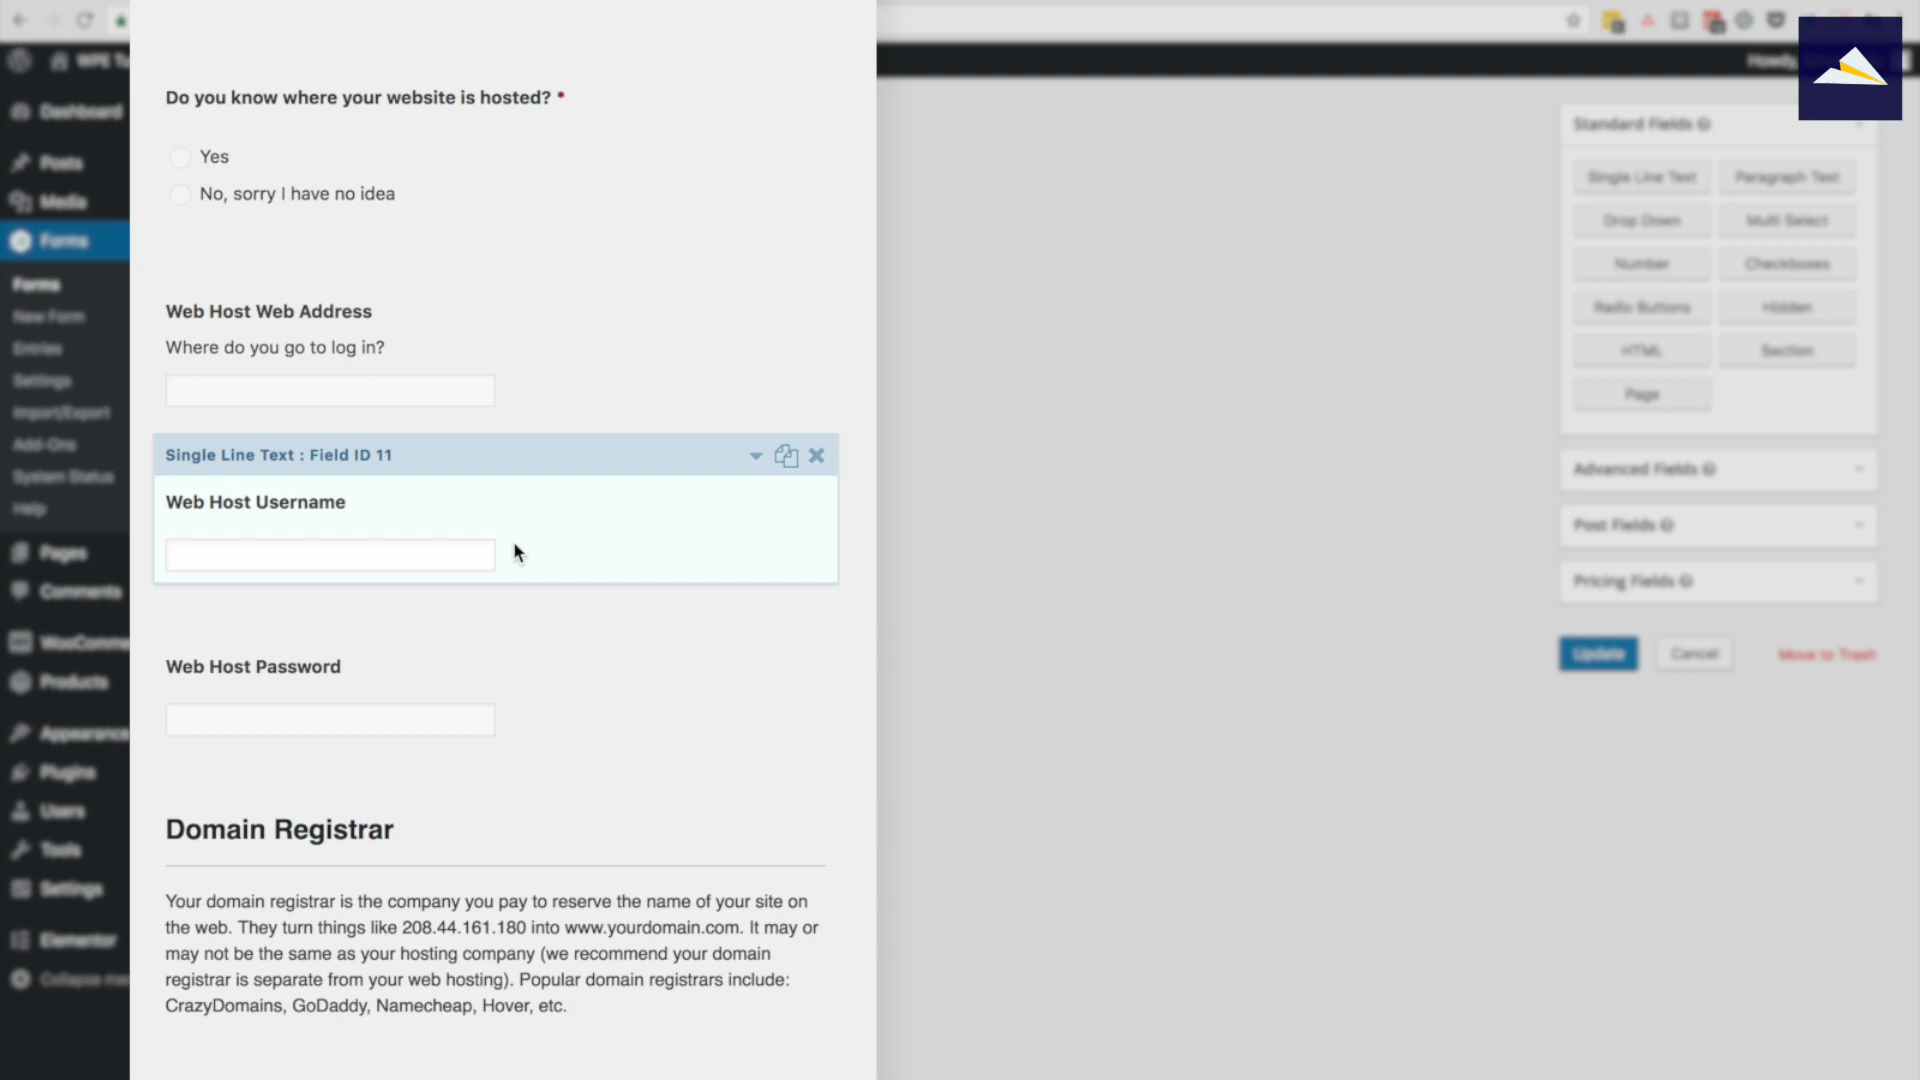 WPE Tu
Howdy,
Dashboard
Posts
Media
Forms
Forms
New Form
Entries
Settings
Import/Export
Add-Ons
System Status
Help
Pages
Comments
WooComme
Products
Appearance
Plugins
Users
Tools
Settings
Elementor
Collapse me
Do you know where your website is hosted? *
Yes
No, sorry I have no idea
Web Host Web Address
Where do you go to log in?
Single Line Text : Field ID 11
Web Host Username
Web Host Password
Domain Registrar
Your domain registrar is the company you pay to reserve the name of your site on
the web. They turn things like 208.44.161.180 into www.yourdomain.com. It may or
may not be the same as your hosting company (we recommend your domain
registrar is separate from your web hosting). Popular domain registrars include:
CrazyDomains, GoDaddy, Namecheap, Hover, etc.
Standard Fields
Single Line Text Paragraph Text
Drop Down Multi Select
Number Checkboxes
Radio Buttons Hidden
HTML Section
Page
Advanced Fields
Post Fields
Pricing Fields
Update Cancel Move to Trash